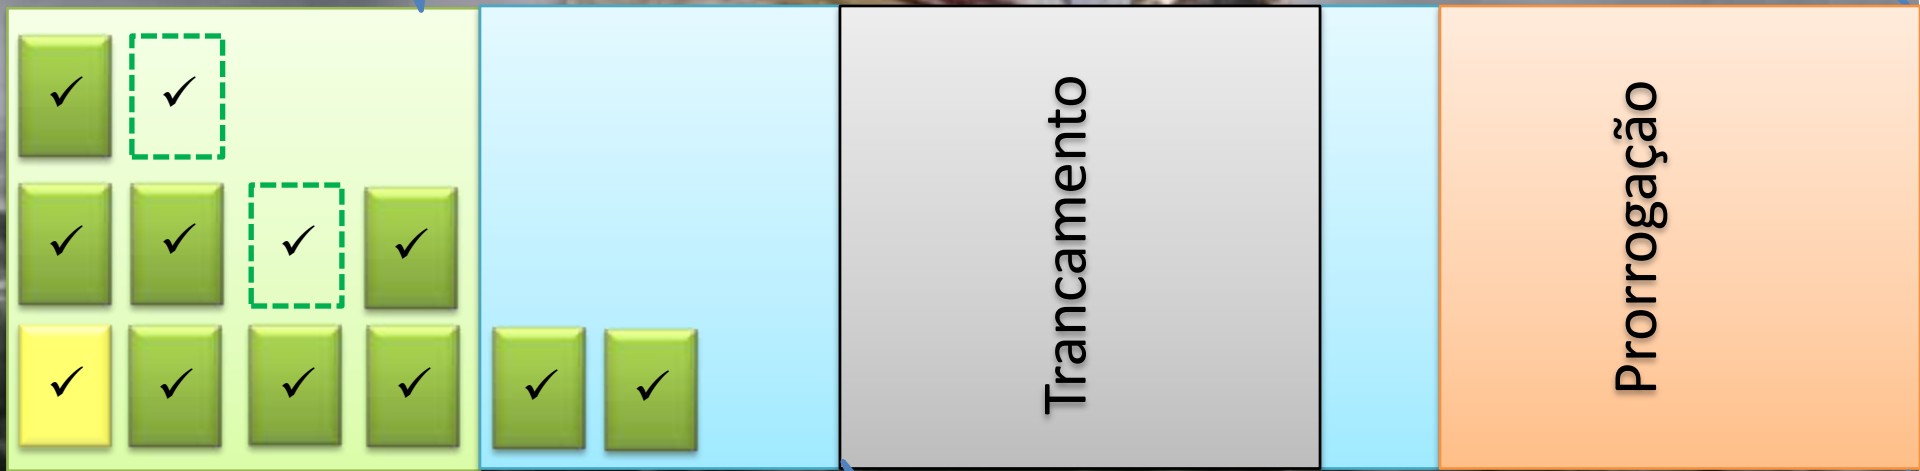 ✓ ✓
✓ ✓ ✓ ✓
✓ ✓ ✓ ✓ ✓ ✓
Trancamento
Prorrogação